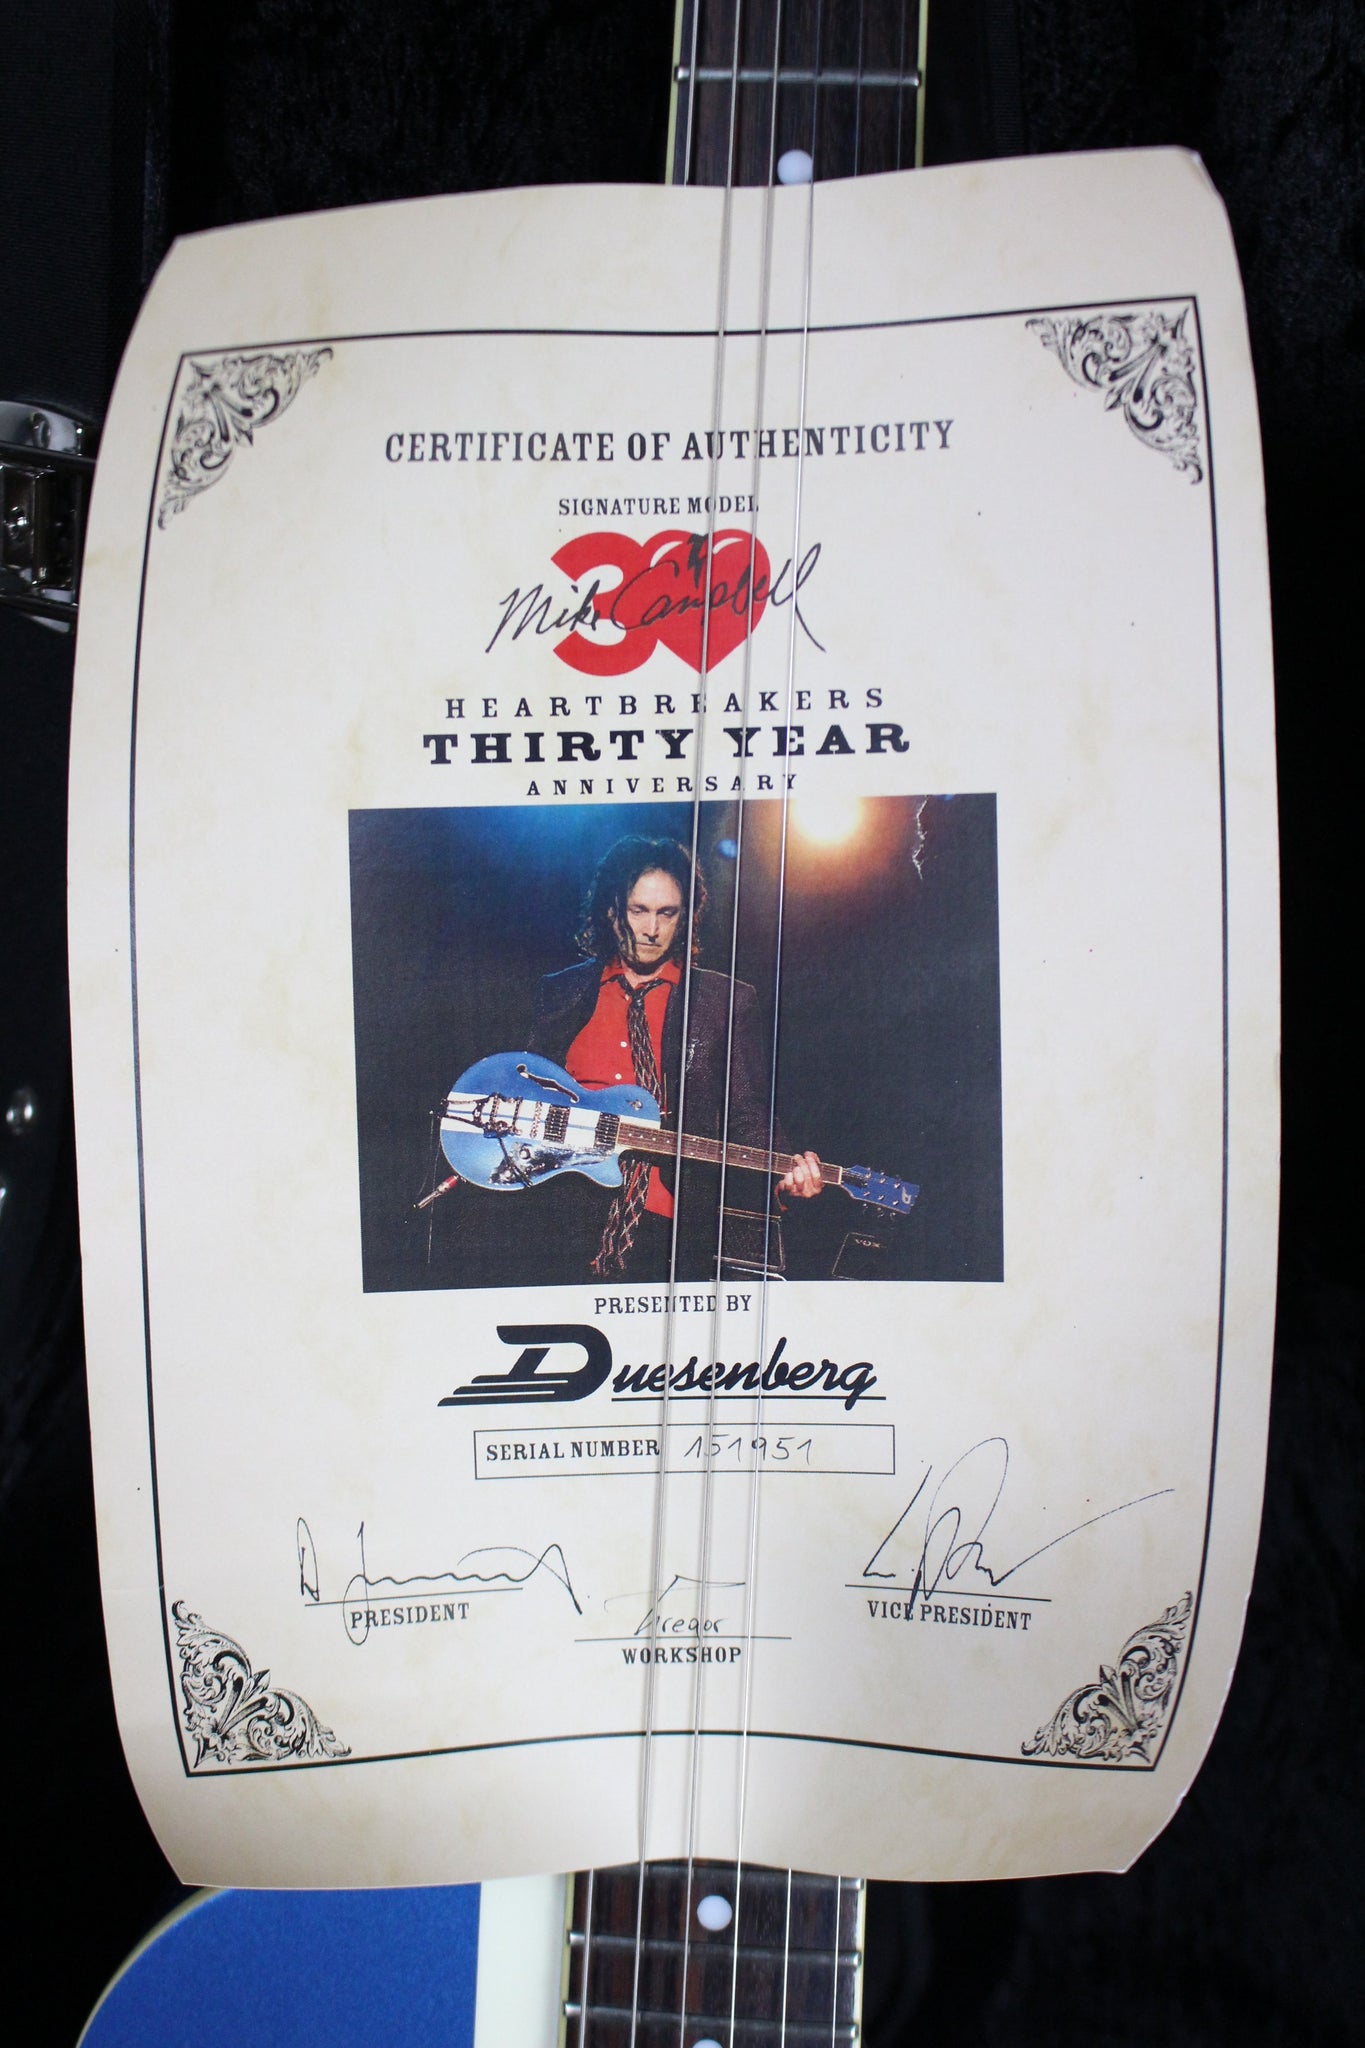 CERTIFICATE OF AUTHENTICITY
SIGNATURE MODEL
30
Mike Campbell
HEARTBREAKERS
THIRTY YEAR
ANNIVERSARY
VOX
PRESENTED BY
Duesenberg
SERIAL NUMBER 151951
PRESIDENT
VICE PRESIDENT
Gregor
WORKSHOP